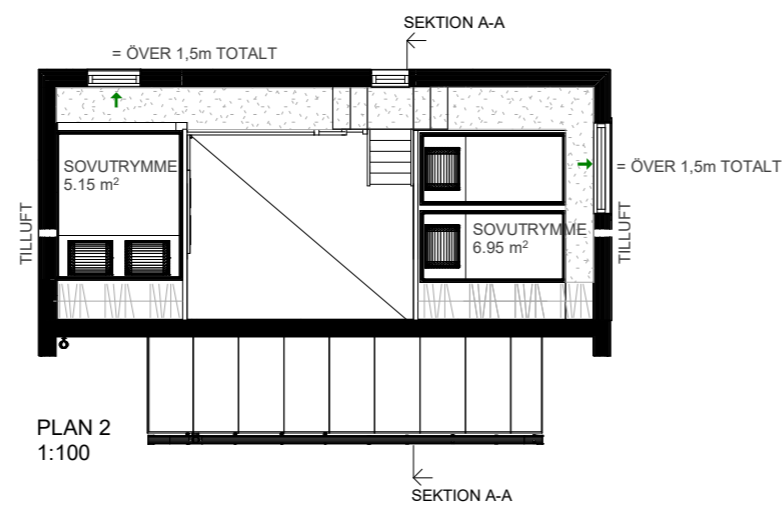 SEKTION A-A
= ÖVER 1,5m TOTALT
SOVUTRYMME
5.15 m²
= ÖVER 1,5m TOTALT
TILLUFT
SOVUTRYMME
6.95 m²
TILLUFT
PLAN 2
1:100
SEKTION A-A